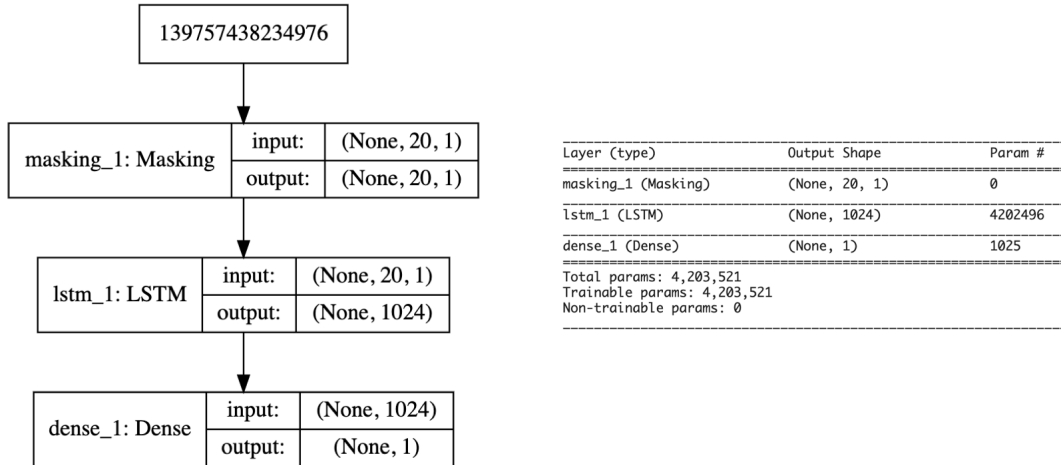 139757438234976
masking_1: Masking
input:
(None, 20, 1)
output:
(None, 20, 1)
lstm_1: LSTM
input:
(None, 20, 1)
output:
(None, 1024)
dense_1: Dense
input:
(None, 1024)
output:
(None, 1)
Layer (type) Output Shape Param #
masking_1 (Masking) (None, 20, 1) 0
lstm_1 (LSTM) (None, 1024) 4202496
dense_1 (Dense) (None, 1) 1025
Total params: 4,203,521
Trainable params: 4,203,521
Non-trainable params: 0